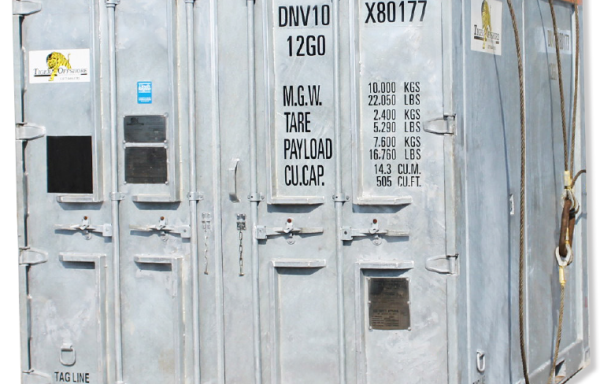 DNV10 X80177
12G0
M.G.W. 10.000 KGS
22.050 LBS
TARE 2.400 KGS
5.290 LBS
PAYLOAD 7.600 KGS
16.760 LBS
CU.CAP. 14.3 CU.M.
505 CU.FT.
TAG LINE